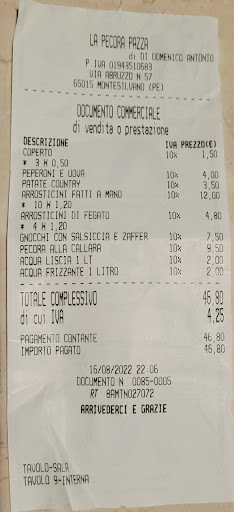 LA PECORA PAZZA
di DI DOMENICO ANTONIO
P IVA 01943510683
VIA ABRUZZO N 57
65015 MONTESILVANO (PE)
DOCUMENTO COMMERCIALE
di vendita o prestazione
DESCRIZIONE IVA PREZZO(€)
COPERTO 10% 1,50
* 3 X 0,50
PEPERONI E UOVA 10% 4,00
PATATE COUNTRY 10% 3,50
ARROSTICINI FATTI A MANO 10% 12,00
* 10 X 1,20
ARROSTICINI DI FEGATO 10% 4,80
* 4 X 1,20
GNOCCHI CON SALSICCIA E ZAFFER 10% 7,50
PECORA ALLA CALLARA 10% 9,50
ACQUA LISCIA 1 LT 10% 2,00
ACQUA FRIZZANTE 1 LITRO 10% 2,00
TOTALE COMPLESSIVO 46,80
di cui IVA 4,25
PAGAMENTO CONTANTE 46,80
IMPORTO PAGATO 46,80
16/08/2022 22:06
DOCUMENTO N 0085-0005
RT 8AMTN027072
ARRIVEDERCI E GRAZIE
TAVOLO-SALA
TAVOLO 9-INTERNA